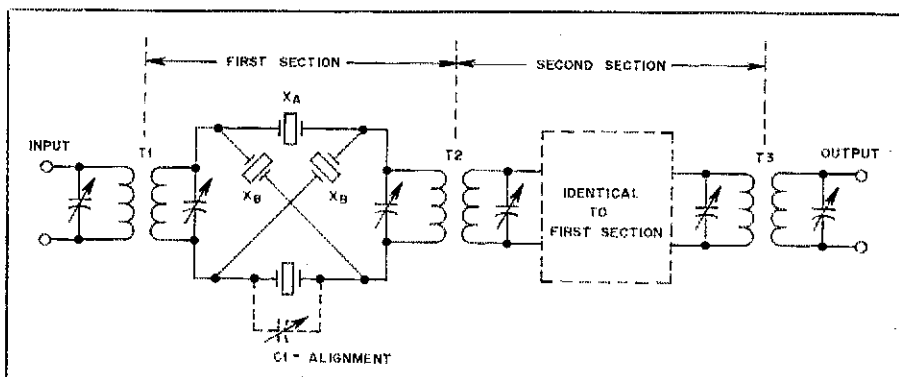 FIRST SECTION
SECOND SECTION
XA
INPUT
T1
T2
T3
OUTPUT
XB
XB
IDENTICAL
TO
FIRST SECTION
C1 - ALIGNMENT